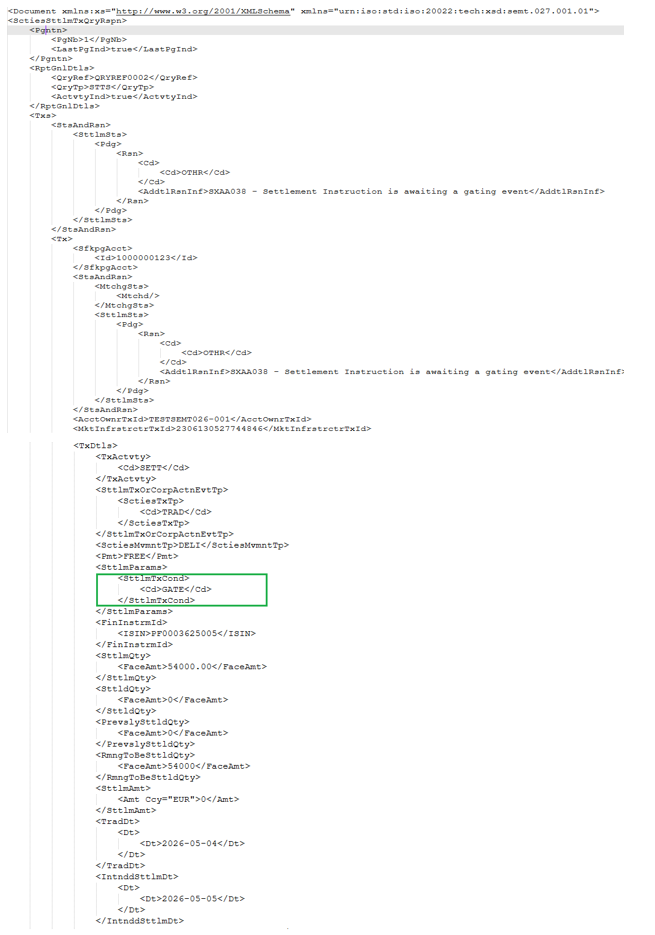 <Document xmlns:xs="http://www.w3.org/2001/XMLSchema" xmlns="urn:iso:std:iso:20022:tech:xsd:semt.027.001.01">
<SctiesSttlmTxQryRspn>
<Pgntn>
<PgNb>1</PgNb>
<LastPgInd>true</LastPgInd>
</Pgntn>
<RptGnlDtls>
<QryRef>QRYREF0002</QryRef>
<QryTp>STTS</QryTp>
<ActvtyInd>true</ActvtyInd>
</RptGnlDtls>
<Txs>
<StsAndRsn>
<SttlmSts>
<Pdg>
<Rsn>
<Cd>
<Cd>OTHR</Cd>
</Cd>
<AddtlRsnInf>SXAA038 - Settlement Instruction is awaiting a gating event</AddtlRsnInf>
</Rsn>
</Pdg>
</SttlmSts>
</StsAndRsn>
<Tx>
<SfkpgAcct>
<Id>1000000123</Id>
</SfkpgAcct>
<StsAndRsn>
<MtchgSts>
<Mtchd/>
</MtchgSts>
<SttlmSts>
<Pdg>
<Rsn>
<Cd>
<Cd>OTHR</Cd>
</Cd>
<AddtlRsnInf>SXAA038 - Settlement Instruction is awaiting a gating event</AddtlRsnInf>
</Rsn>
</Pdg>
</SttlmSts>
</StsAndRsn>
<AcctOwnrTxId>TESTSEMT026-001</AcctOwnrTxId>
<MktInfrstrctrTxId>2306130527744846</MktInfrstrctrTxId>
<TxDtls>
<TxActvty>
<Cd>SETT</Cd>
</TxActvty>
<SttlmTxOrCorpActnEvtTp>
<SctiesTxTp>
<Cd>TRAD</Cd>
</SctiesTxTp>
</SttlmTxOrCorpActnEvtTp>
<SctiesMvmntTp>DELI</SctiesMvmntTp>
<Pmt>FREE</Pmt>
<SttlmParams>
<SttlmTxCond>
<Cd>GATE</Cd>
</SttlmTxCond>
</SttlmParams>
<FinInstrmId>
<ISIN>PF0003625005</ISIN>
</FinInstrmId>
<SttlmQty>
<FaceAmt>54000.00</FaceAmt>
</SttlmQty>
<SttldQty>
<FaceAmt>0</FaceAmt>
</SttldQty>
<PrevslySttldQty>
<FaceAmt>0</FaceAmt>
</PrevslySttldQty>
<RmngToBeSttldQty>
<FaceAmt>54000</FaceAmt>
</RmngToBeSttldQty>
<SttlmAmt>
<Amt Ccy="EUR">0</Amt>
</SttlmAmt>
<TradDt>
<Dt>
<Dt>2026-05-04</Dt>
</Dt>
</TradDt>
<IntnddSttlmDt>
<Dt>
<Dt>2026-05-05</Dt>
</Dt>
</IntnddSttlmDt>